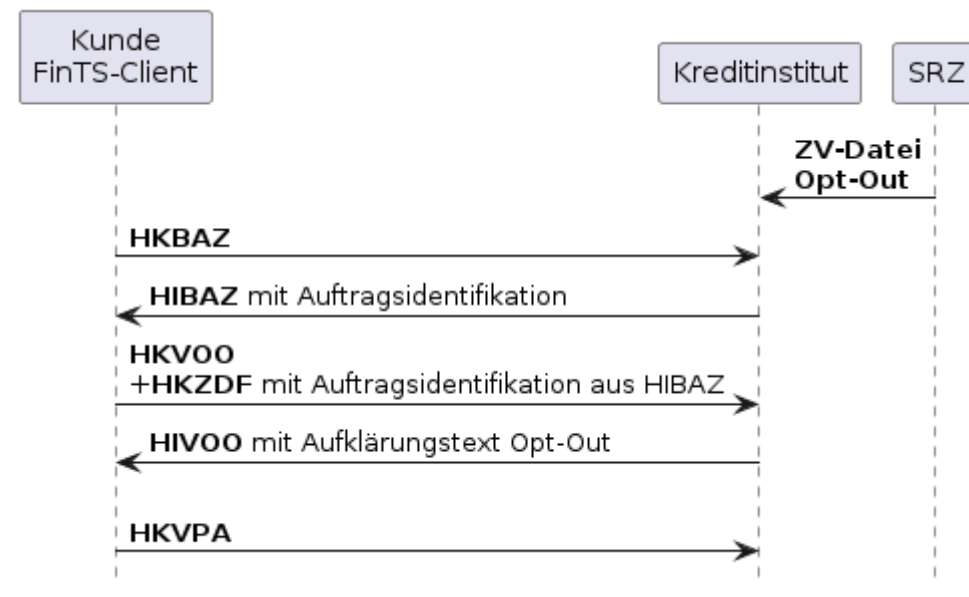 Kunde
FinTS-Client
Kreditinstitut
SRZ
ZV-Datei
Opt-Out
HKBAZ
HIBAZ mit Auftragsidentifikation
HKVOO
+HKZDF mit Auftragsidentifikation aus HIBAZ
HIVOO mit Aufklärungstext Opt-Out
HKVPA